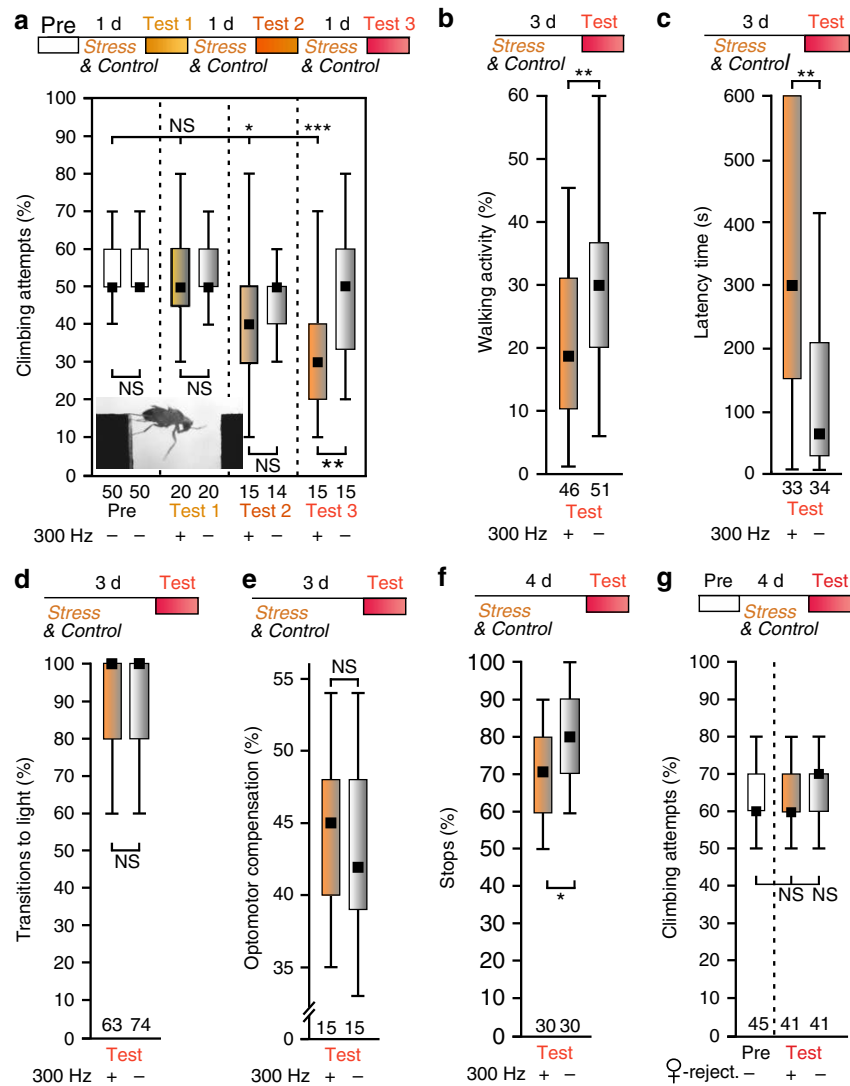 a
Pre 1 d Test 1 1 d Test 2 1 d Test 3
Stress Stress Stress
& Control & Control & Control
Climbing attempts (%)
100
90
80
70
60
50
40
30
20
10
0
NS * ***
NS NS NS **
50 50 20 20 15 14 15 15
Pre Test 1 Test 2 Test 3
300 Hz – – + – + – + –
b
3 d Test
Stress
& Control
Walking activity (%)
60
50
40
30
20
10
0
**
46 51
Test
+ –
c
3 d Test
Stress
& Control
Latency time (s)
600
500
400
300
200
100
0
**
33 34
Test
+ –
d
3 d Test
Stress
& Control
Transitions to light (%)
100
90
80
70
60
50
40
30
20
10
0
NS
63 74
Test
300 Hz + –
e
3 d Test
Stress
& Control
Optomotor compensation (%)
55
50
45
40
35
0
NS
15 15
Test
300 Hz + –
f
4 d Test
Stress
& Control
Stops (%)
100
90
80
70
60
50
40
30
20
10
0
*
30 30
Test
300 Hz + –
g
Pre 4 d Test
Stress
& Control
Climbing attempts (%)
100
90
80
70
60
50
40
30
20
10
0
NS NS
45 41 41
Pre Test
♀-reject. – + –